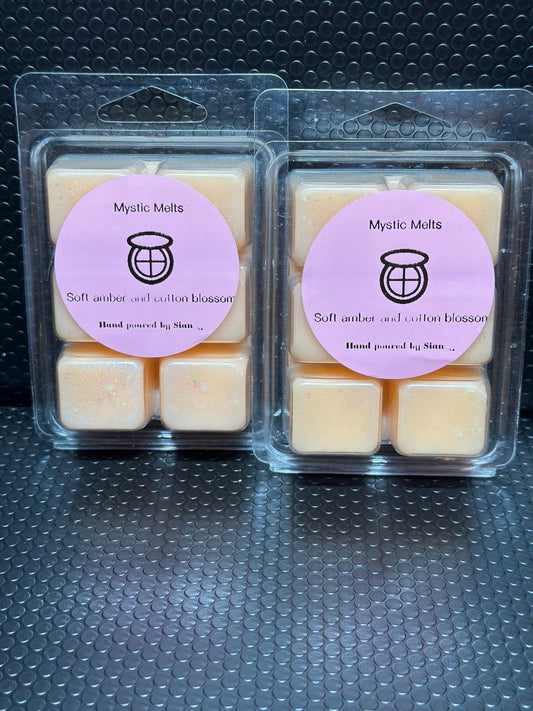 Mystic Melts
Soft amber and cotton blossom
Hand poured by Sian ..
Mystic Melts
Soft amber and cotton blossom
Hand poured by Sian ..